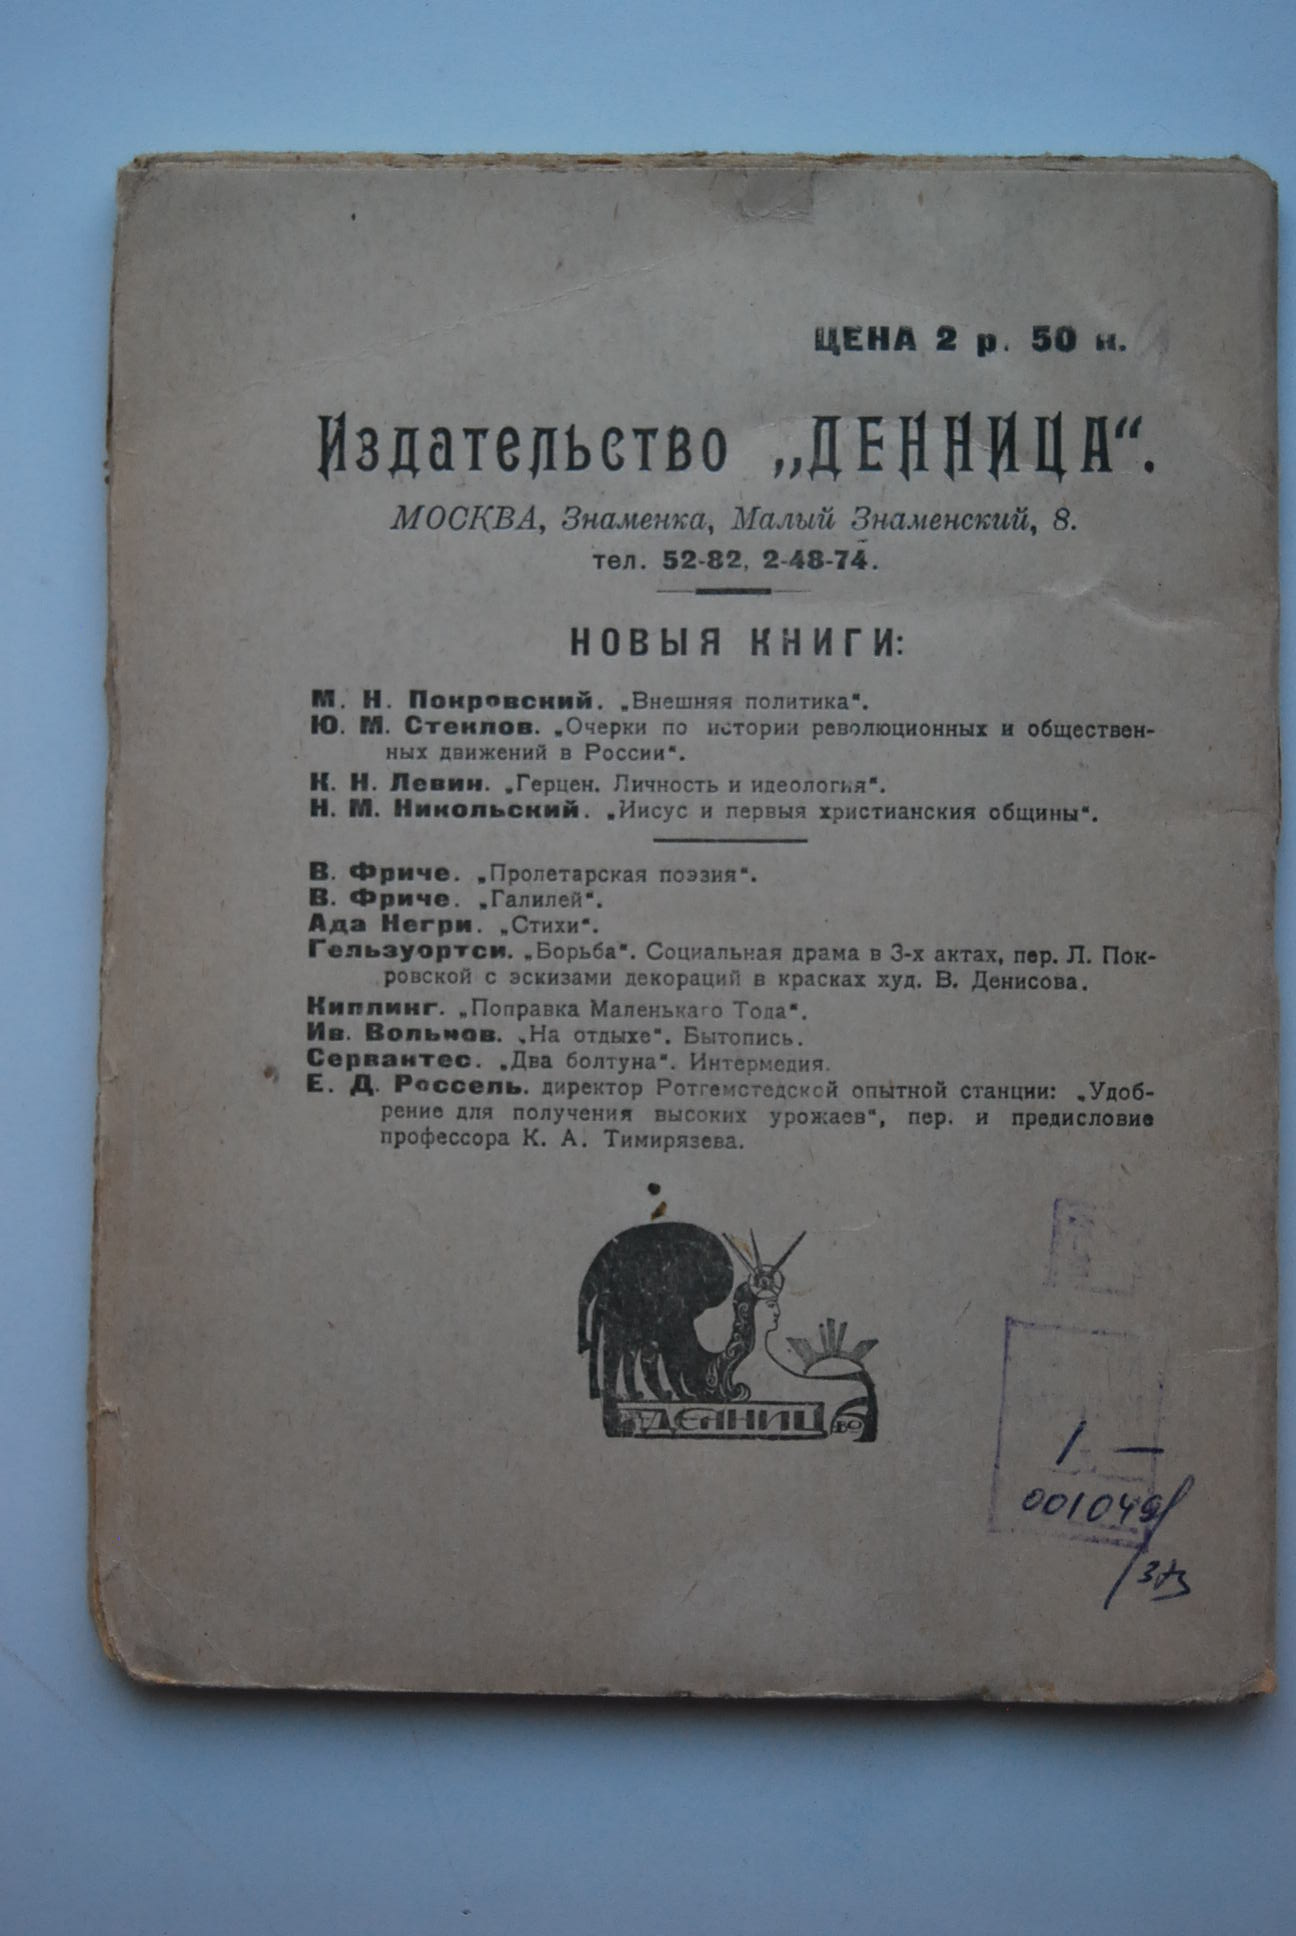 ЦЕНА 2 р. 50 к.
Издательство „ДЕННИЦА“.
МОСКВА, Знаменка, Малый Знаменский, 8.
тел. 52-82, 2-48-74.
НОВЫЯ КНИГИ:
М. Н. Покровский. „Внешняя политика“.
Ю. М. Стеклов. „Очерки по истории революционных и обществен-
ных движений в России“.
К. Н. Левин. „Герцен. Личность и идеология“.
Н. М. Никольский. „Иисус и первыя христианския общины“.
В. Фриче. „Пролетарская поэзия“.
В. Фриче. „Галилей“.
Ада Негри. „Стихи“.
Гельзуортси. „Борьба“. Социальная драма в 3-х актах, пер. Л. Пок-
ровской с эскизами декораций в красках худ. В. Денисова.
Киплинг. „Поправка Маленькаго Тода“.
Ив. Вольнов. „На отдыхе“. Бытопись.
Сервантес. „Два болтуна“. Интермедия.
Е. Д. Россель. директор Ротгемстедской опытной станции: „Удоб-
рение для получения высоких урожаев“, пер. и предисловие
профессора К. А. Тимирязева.
ДЕННИЦ
1 —